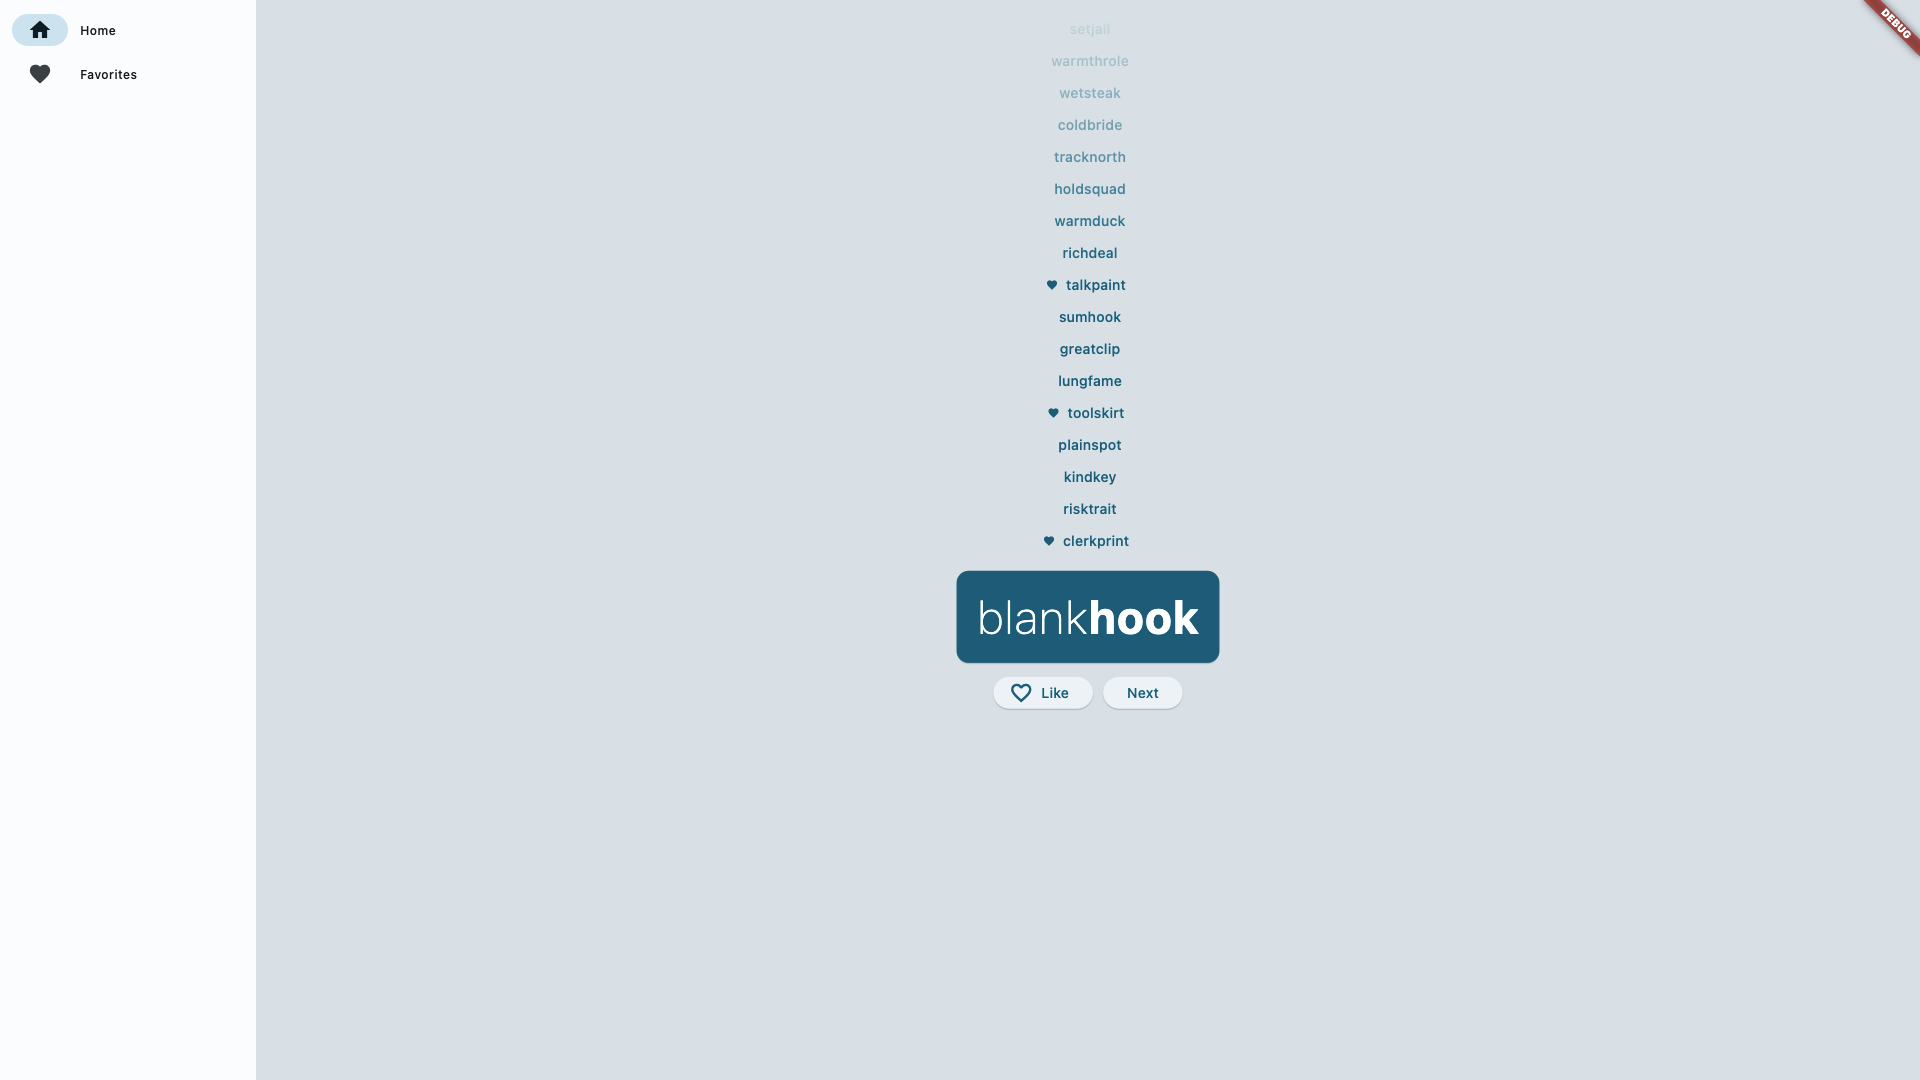 Home
Favorites
setjail
warmthrole
wetsteak
coldbride
tracknorth
holdsquad
warmduck
richdeal
talkpaint
sumhook
greatclip
lungfame
toolskirt
plainspot
kindkey
risktrait
clerkprint
blankhook
Like
Next
DEBUG